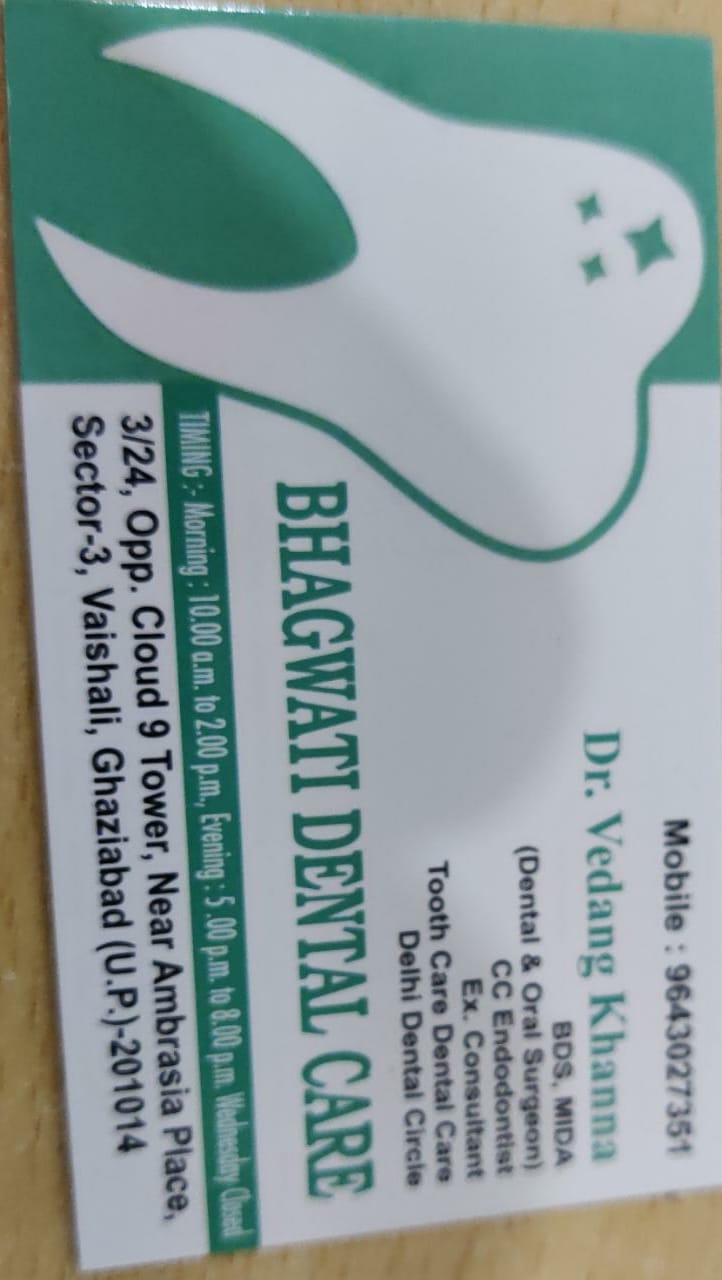 Mobile : 9643027351
Dr. Vedang Khanna
BDS, MIDA
(Dental & Oral Surgeon)
CC Endodontist
Ex. Consultant
Tooth Care Dental Care
Delhi Dental Circle
BHAGWATI DENTAL CARE
TIMING :- Morning : 10.00 a.m. to 2.00 p.m., Evening : 5 .00 p.m. to 8.00 p.m. Wednesday Closed
3/24, Opp. Cloud 9 Tower, Near Ambrasia Place,
Sector-3, Vaishali, Ghaziabad (U.P.)-201014